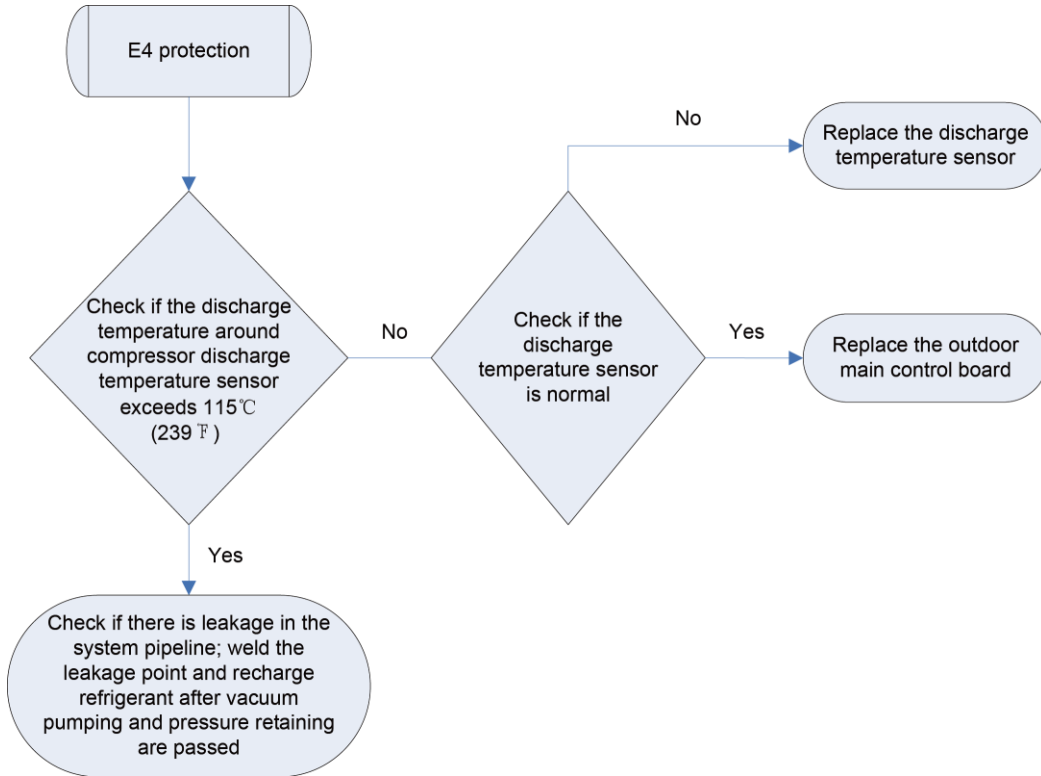 E4 protection
Check if the discharge
temperature around
compressor discharge
temperature sensor
exceeds 115℃
(239℉)
Yes
Check if there is leakage in the
system pipeline; weld the
leakage point and recharge
refrigerant after vacuum
pumping and pressure retaining
are passed
No
Check if the
discharge
temperature sensor
is normal
No
Replace the discharge
temperature sensor
Yes
Replace the outdoor
main control board